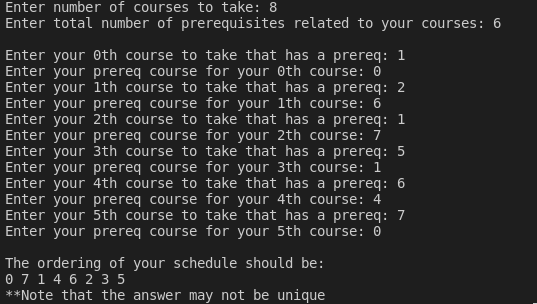 Enter number of courses to take: 8
Enter total number of prerequisites related to your courses: 6
Enter your 0th course to take that has a prereq: 1
Enter your prereq course for your 0th course: 0
Enter your 1th course to take that has a prereq: 2
Enter your prereq course for your 1th course: 6
Enter your 2th course to take that has a prereq: 1
Enter your prereq course for your 2th course: 7
Enter your 3th course to take that has a prereq: 5
Enter your prereq course for your 3th course: 1
Enter your 4th course to take that has a prereq: 6
Enter your prereq course for your 4th course: 4
Enter your 5th course to take that has a prereq: 7
Enter your prereq course for your 5th course: 0
The ordering of your schedule should be:
0 7 1 4 6 2 3 5
**Note that the answer may not be unique